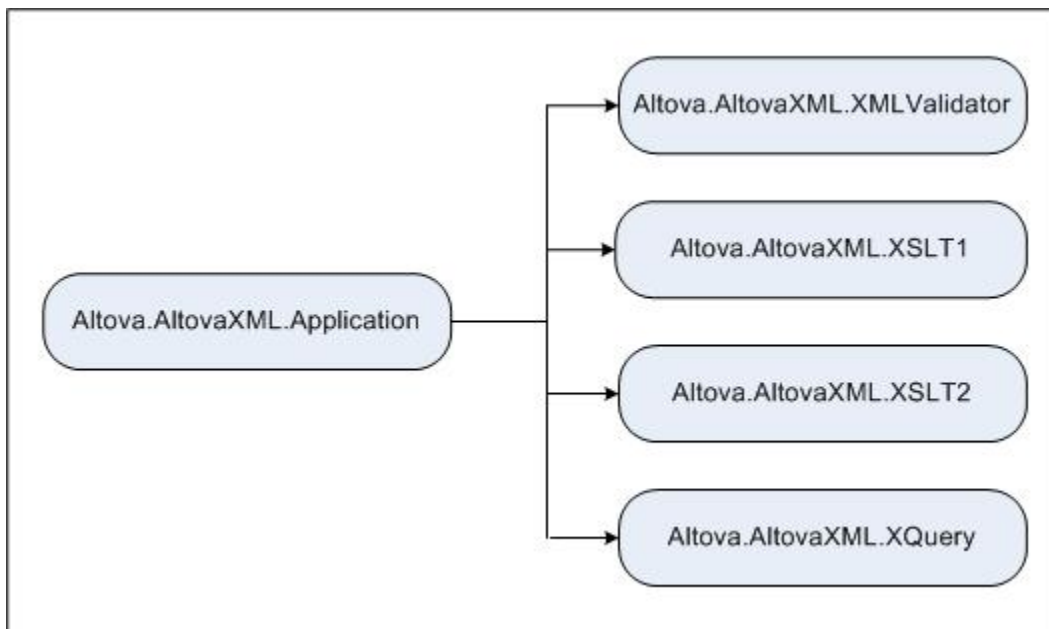 Altova.AltovaXML.XMLValidator
Altova.AltovaXML.XSLT1
Altova.AltovaXML.Application
Altova.AltovaXML.XSLT2
Altova.AltovaXML.XQuery